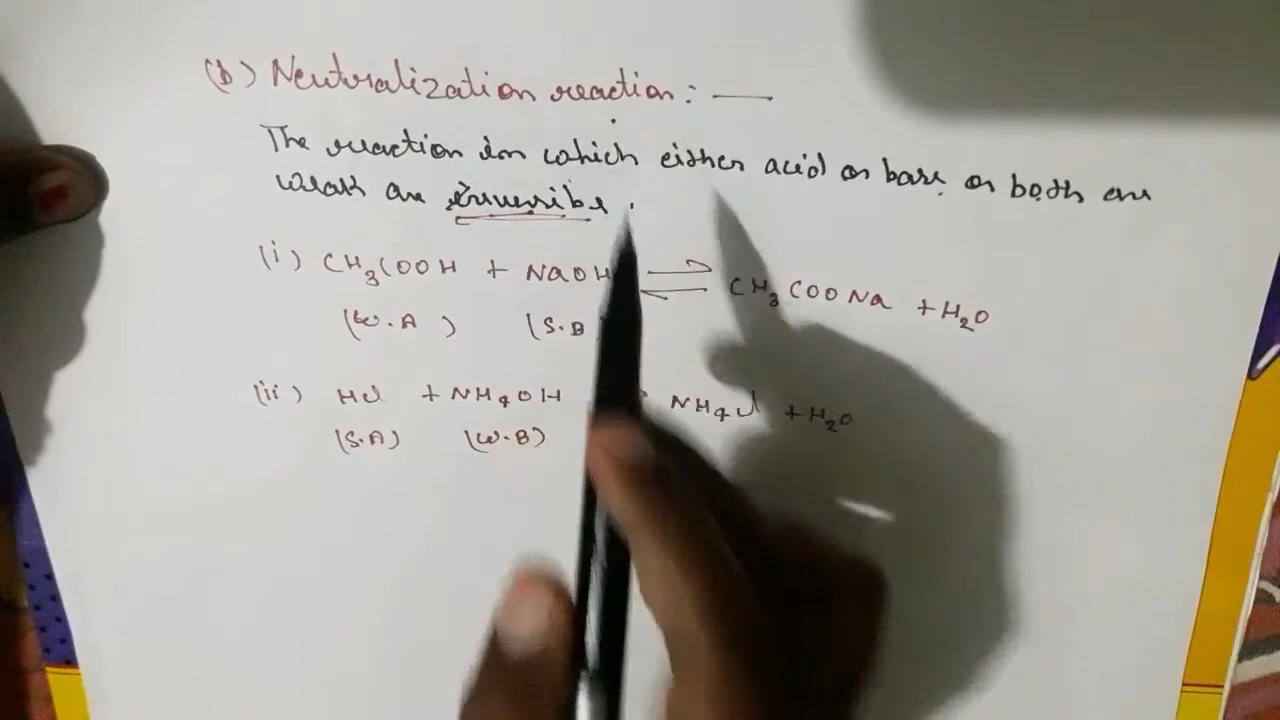 (b) Neutralization reaction : —
The reaction in which either acid or base or both are
weak are .
(i) CH3COOH + NaOH ⇌ CH3COONa + H2O
(W.A) (S.B
(ii) HCl + NH4OH NH4Cl + H2O
(S.A) (W.B)